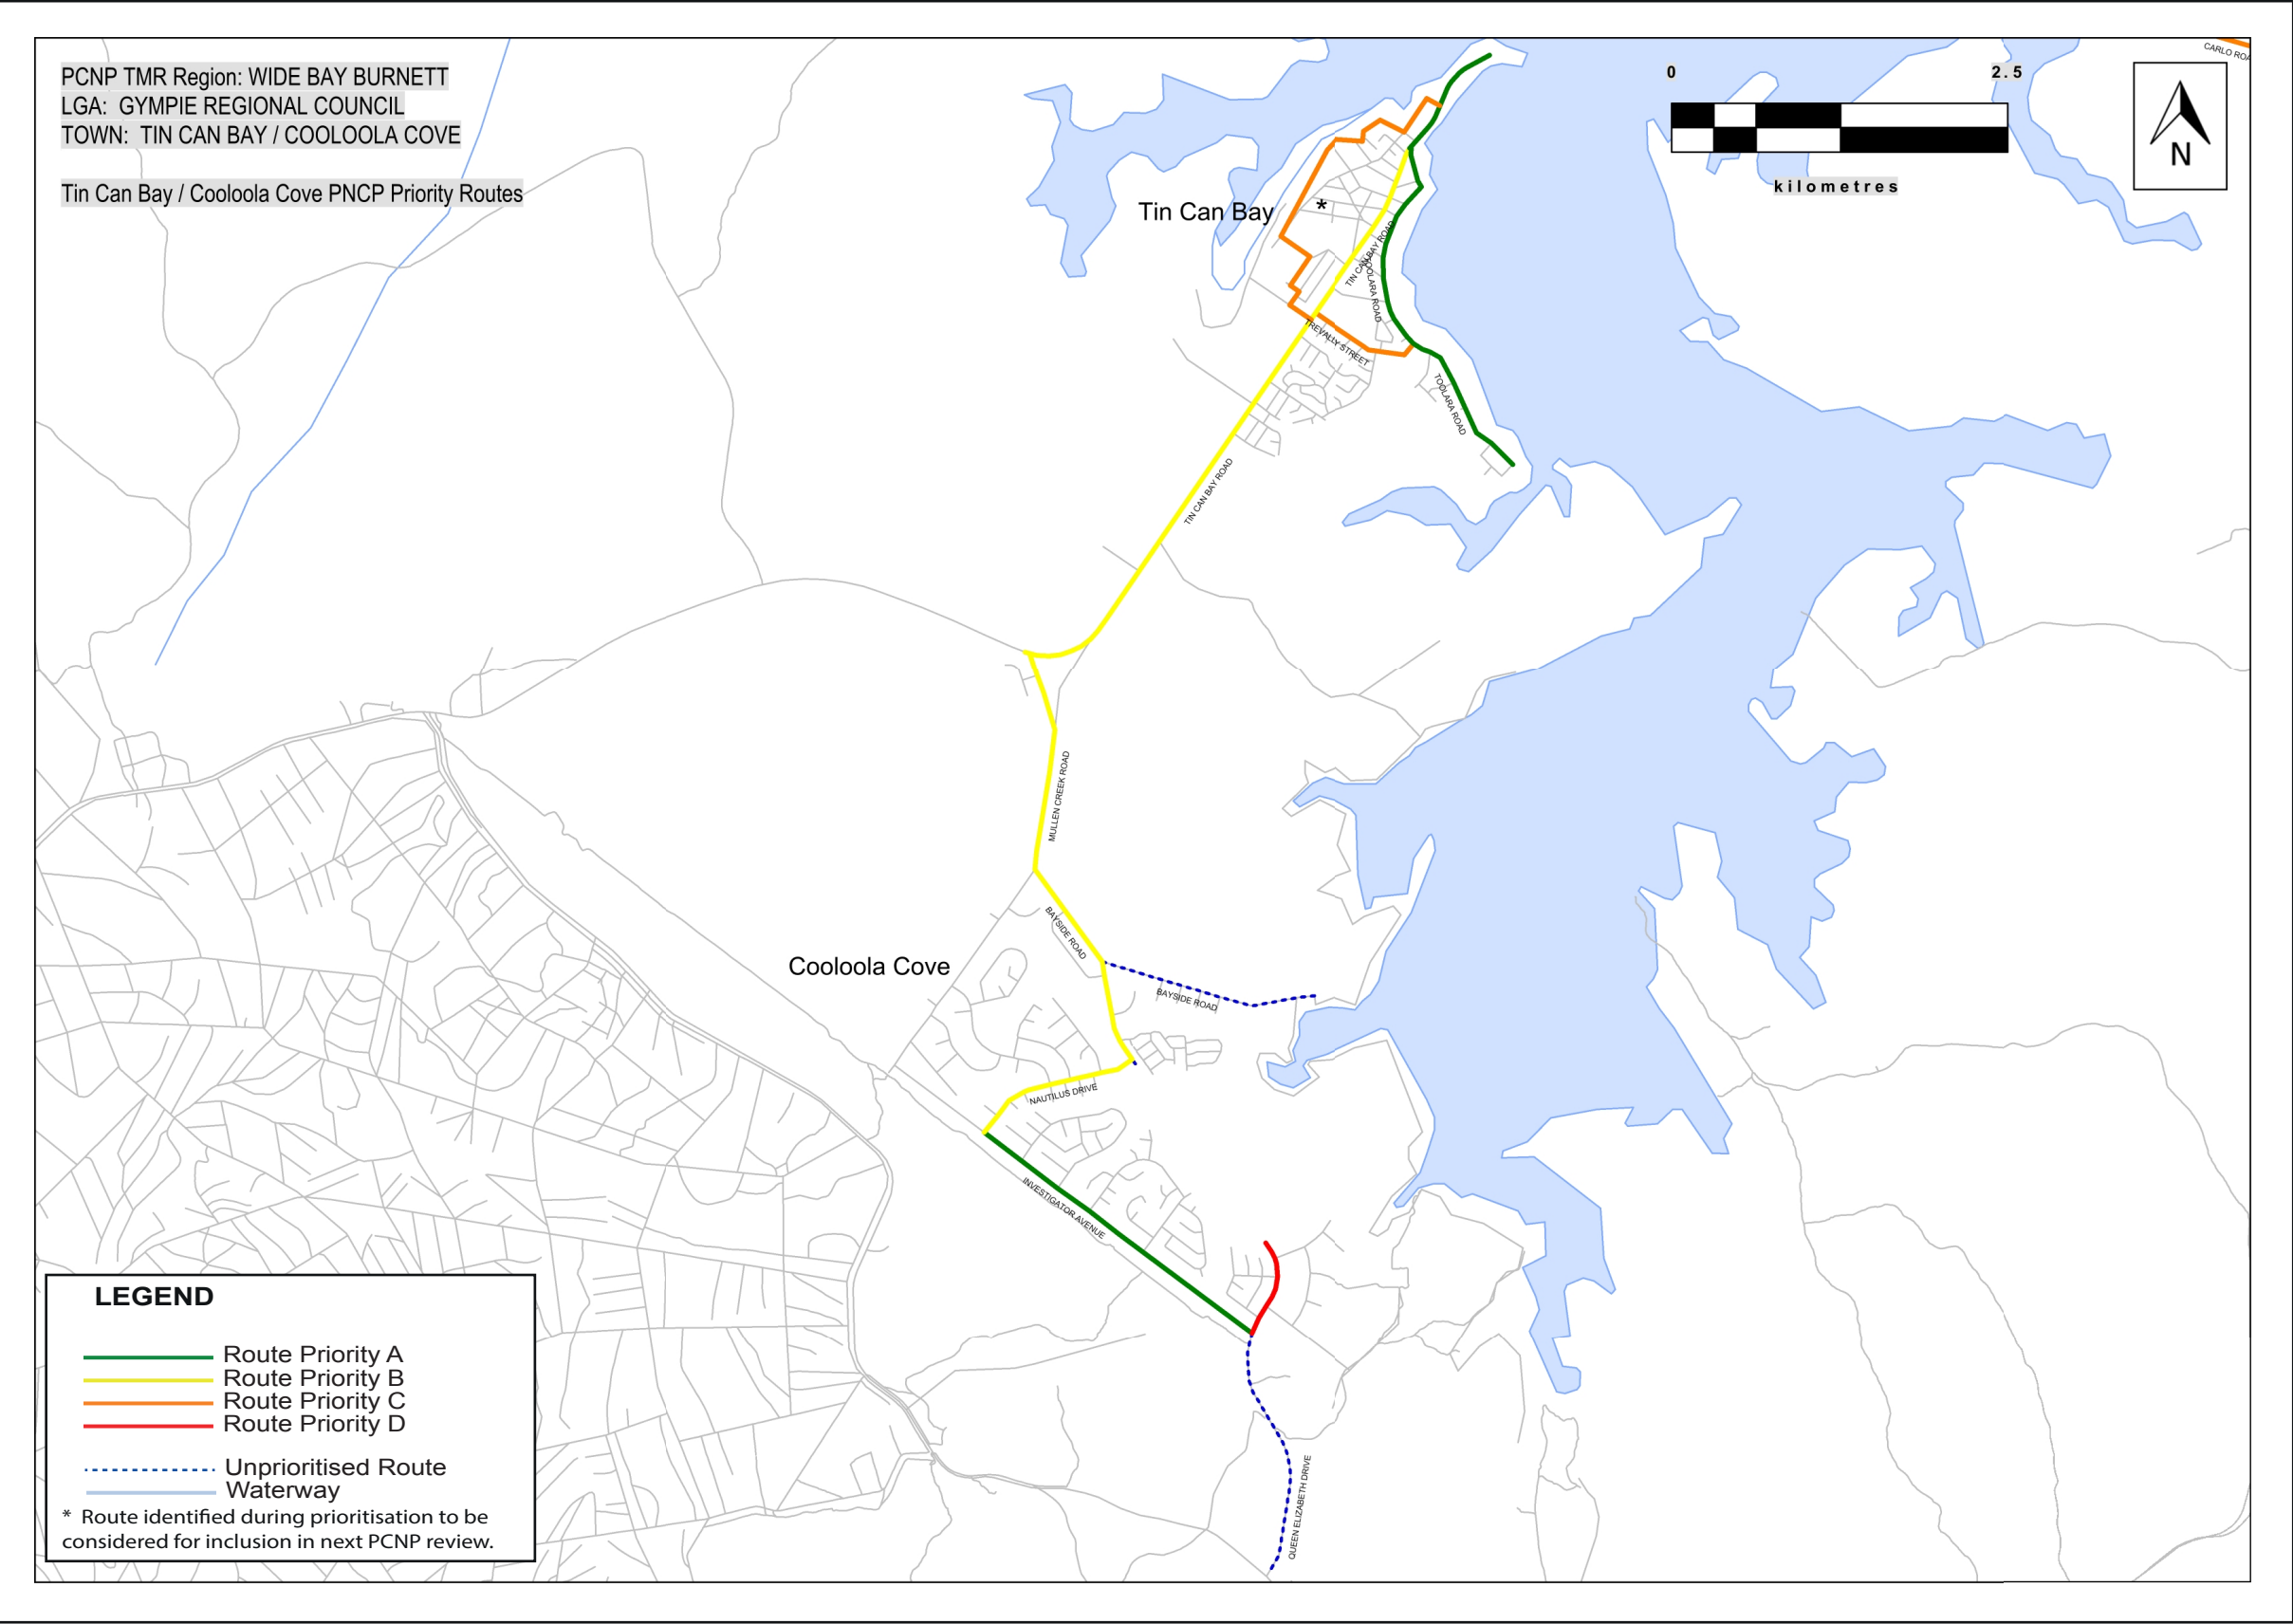 PCNP TMR Region: WIDE BAY BURNETT
LGA: GYMPIE REGIONAL COUNCIL
TOWN: TIN CAN BAY / COOLOOLA COVE
Tin Can Bay / Cooloola Cove PNCP Priority Routes
0
2.5
kilometres
N
Tin Can Bay
*
TIN CAN BAY ROAD
TREVALLY STREET
TOOLARA ROAD
TIN CAN BAY ROAD
MULLEN CREEK ROAD
BAYSIDE ROAD
Cooloola Cove
BAYSIDE ROAD
NAUTILUS DRIVE
INVESTIGATOR AVENUE
QUEEN ELIZABETH DRIVE
LEGEND
Route Priority A
Route Priority B
Route Priority C
Route Priority D
Unprioritised Route
Waterway
* Route identified during prioritisation to be
considered for inclusion in next PCNP review.